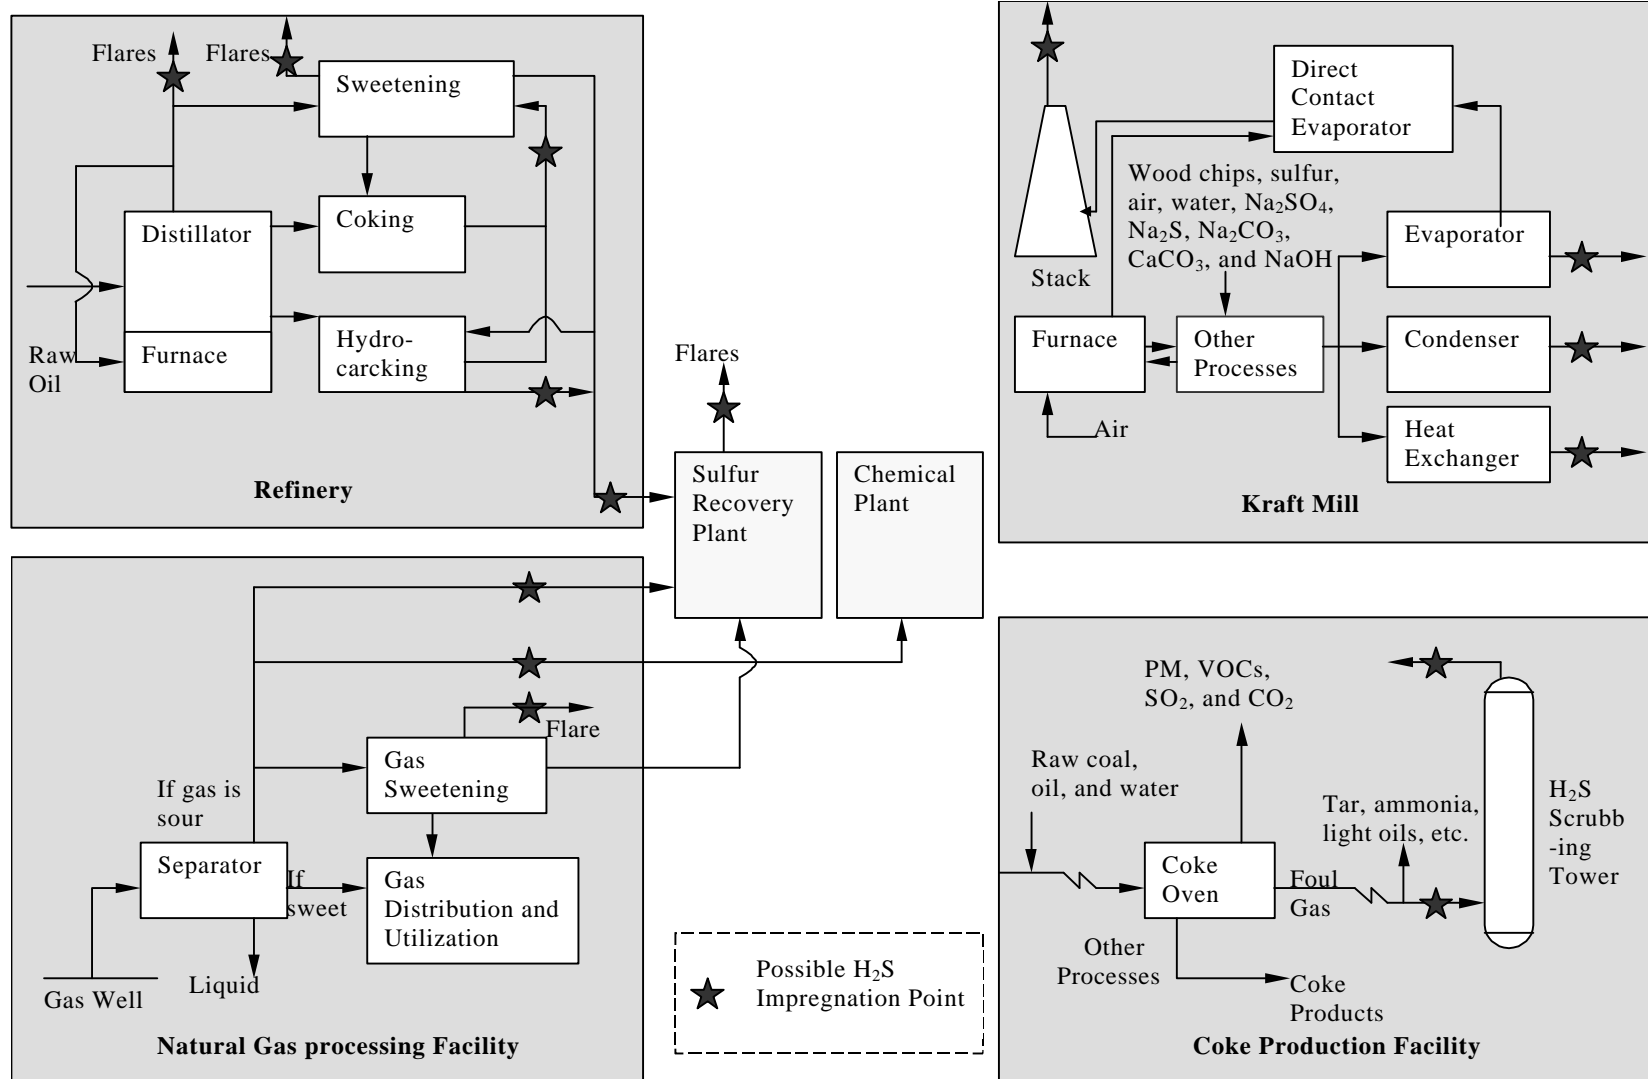 Flares
Flares
Sweetening
Coking
Distillator
Furnace
Hydro-
carcking
Raw
Oil
Refinery
Flares
Sulfur
Recovery
Plant
Chemical
Plant
Direct
Contact
Evaporator
Wood chips, sulfur,
air, water, Na₂SO₄,
Na₂S, Na₂CO₃,
CaCO₃, and NaOH
Stack
Evaporator
Furnace
Other
Processes
Condenser
Air
Heat
Exchanger
Kraft Mill
Flare
Gas
Sweetening
If gas is
sour
Separator
If
sweet
Gas
Distribution and
Utilization
Liquid
Gas Well
Natural Gas processing Facility
Possible H₂S
Impregnation Point
PM, VOCs,
SO₂, and CO₂
Raw coal,
oil, and water
Tar, ammonia,
light oils, etc.
H₂S
Scrubb
-ing
Tower
Coke
Oven
Foul
Gas
Other
Processes
Coke
Products
Coke Production Facility